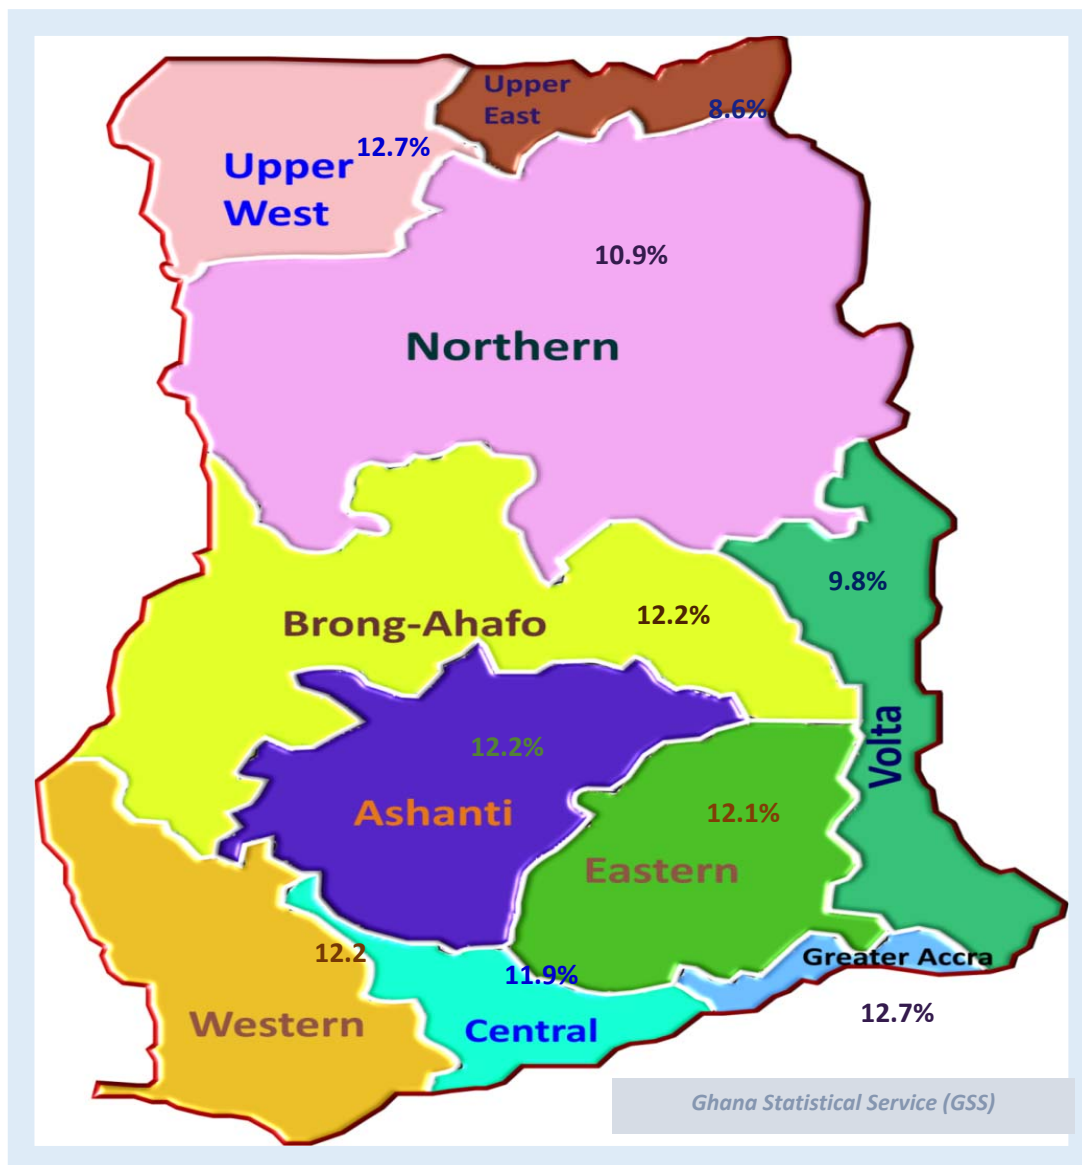 Upper
East
8.6%
12.7%
Upper
West
10.9%
Northern
9.8%
12.2%
Brong-Ahafo
Volta
12.2%
Ashanti
12.1%
Eastern
12.2
11.9%
Greater Accra
12.7%
Western
Central
Ghana Statistical Service (GSS)